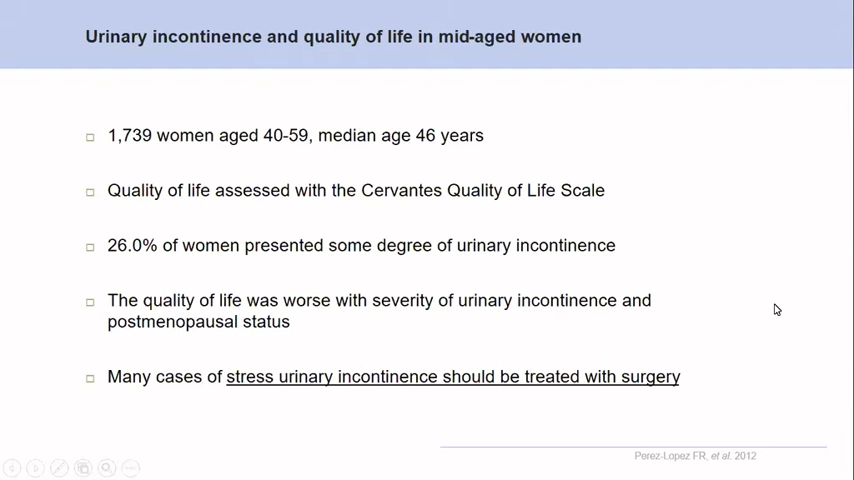 Urinary incontinence and quality of life in mid-aged women
1,739 women aged 40-59, median age 46 years
Quality of life assessed with the Cervantes Quality of Life Scale
26.0% of women presented some degree of urinary incontinence
The quality of life was worse with severity of urinary incontinence and
postmenopausal status
Many cases of stress urinary incontinence should be treated with surgery
Perez-Lopez FR, et al. 2012